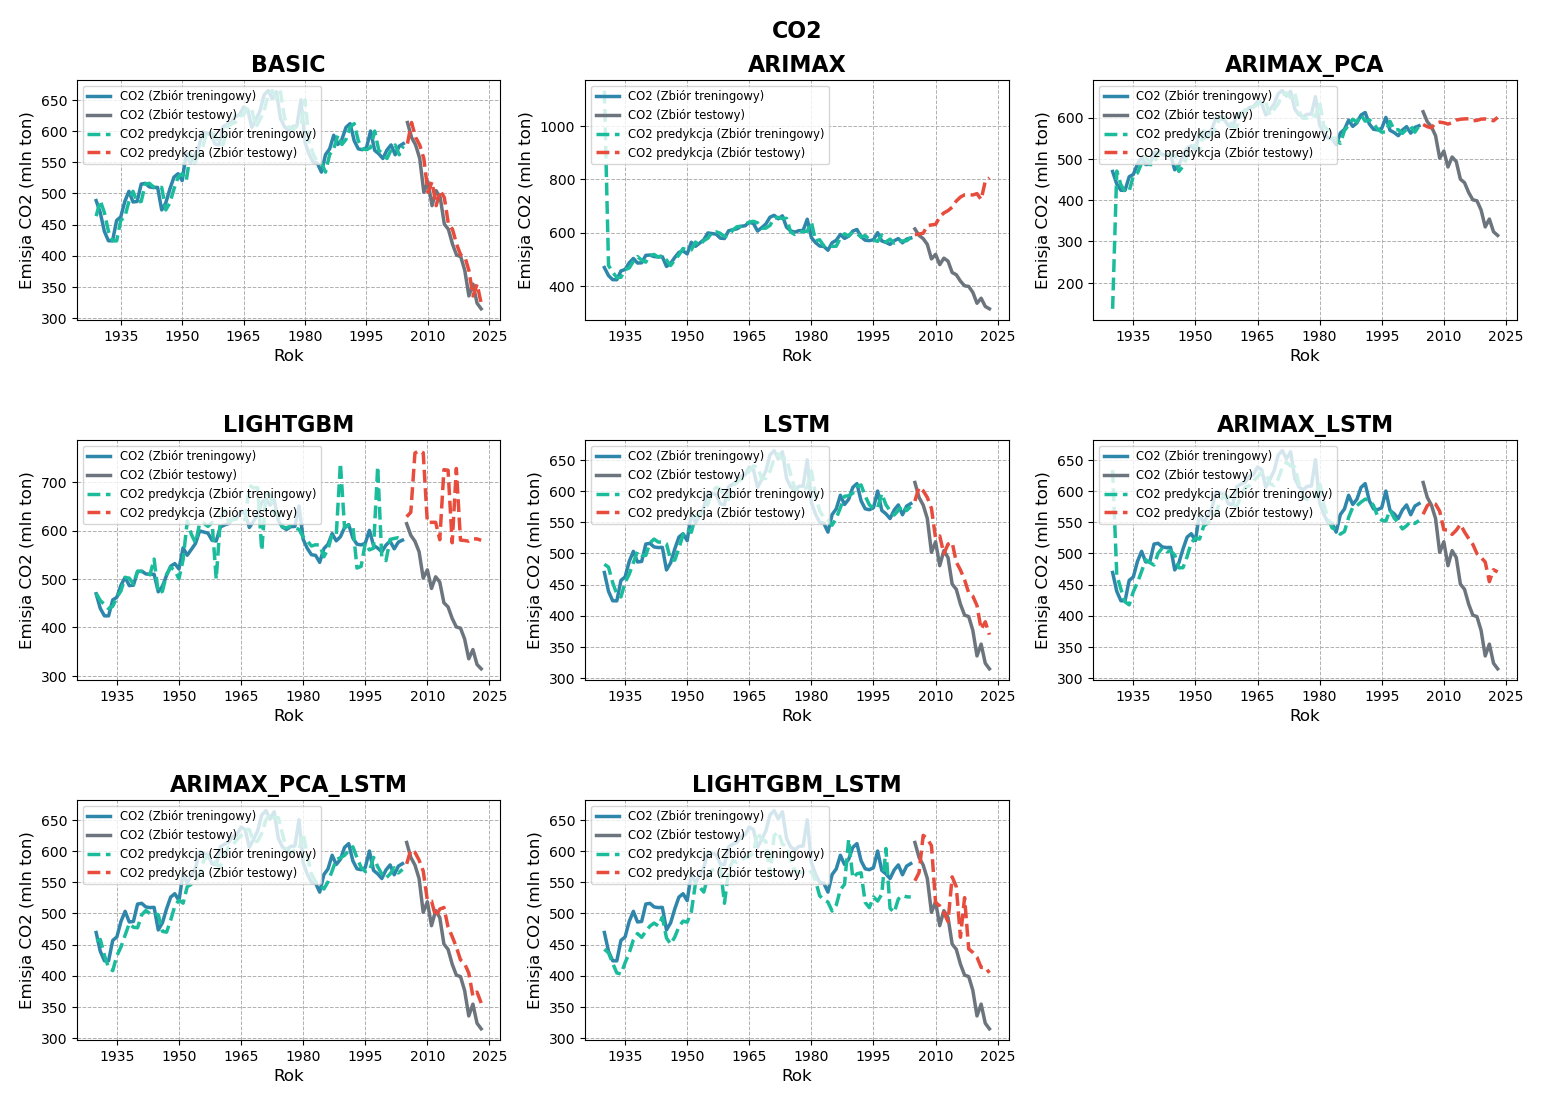 CO2
BASIC
Emisja CO2 (mln ton)
650
600
550
500
450
400
350
300
CO2 (Zbiór treningowy)
CO2 (Zbiór testowy)
CO2 predykcja (Zbiór treningowy)
CO2 predykcja (Zbiór testowy)
1935 1950 1965 1980 1995 2010 2025
Rok
ARIMAX
Emisja CO2 (mln ton)
1000
800
600
400
CO2 (Zbiór treningowy)
CO2 (Zbiór testowy)
CO2 predykcja (Zbiór treningowy)
CO2 predykcja (Zbiór testowy)
1935 1950 1965 1980 1995 2010 2025
Rok
ARIMAX_PCA
Emisja CO2 (mln ton)
600
500
400
300
200
CO2 (Zbiór treningowy)
CO2 (Zbiór testowy)
CO2 predykcja (Zbiór treningowy)
CO2 predykcja (Zbiór testowy)
1935 1950 1965 1980 1995 2010 2025
Rok
LIGHTGBM
Emisja CO2 (mln ton)
700
600
500
400
300
CO2 (Zbiór treningowy)
CO2 (Zbiór testowy)
CO2 predykcja (Zbiór treningowy)
CO2 predykcja (Zbiór testowy)
1935 1950 1965 1980 1995 2010 2025
Rok
LSTM
Emisja CO2 (mln ton)
650
600
550
500
450
400
350
300
CO2 (Zbiór treningowy)
CO2 (Zbiór testowy)
CO2 predykcja (Zbiór treningowy)
CO2 predykcja (Zbiór testowy)
1935 1950 1965 1980 1995 2010 2025
Rok
ARIMAX_LSTM
Emisja CO2 (mln ton)
650
600
550
500
450
400
350
300
CO2 (Zbiór treningowy)
CO2 (Zbiór testowy)
CO2 predykcja (Zbiór treningowy)
CO2 predykcja (Zbiór testowy)
1935 1950 1965 1980 1995 2010 2025
Rok
ARIMAX_PCA_LSTM
Emisja CO2 (mln ton)
650
600
550
500
450
400
350
300
CO2 (Zbiór treningowy)
CO2 (Zbiór testowy)
CO2 predykcja (Zbiór treningowy)
CO2 predykcja (Zbiór testowy)
1935 1950 1965 1980 1995 2010 2025
Rok
LIGHTGBM_LSTM
Emisja CO2 (mln ton)
650
600
550
500
450
400
350
300
CO2 (Zbiór treningowy)
CO2 (Zbiór testowy)
CO2 predykcja (Zbiór treningowy)
CO2 predykcja (Zbiór testowy)
1935 1950 1965 1980 1995 2010 2025
Rok